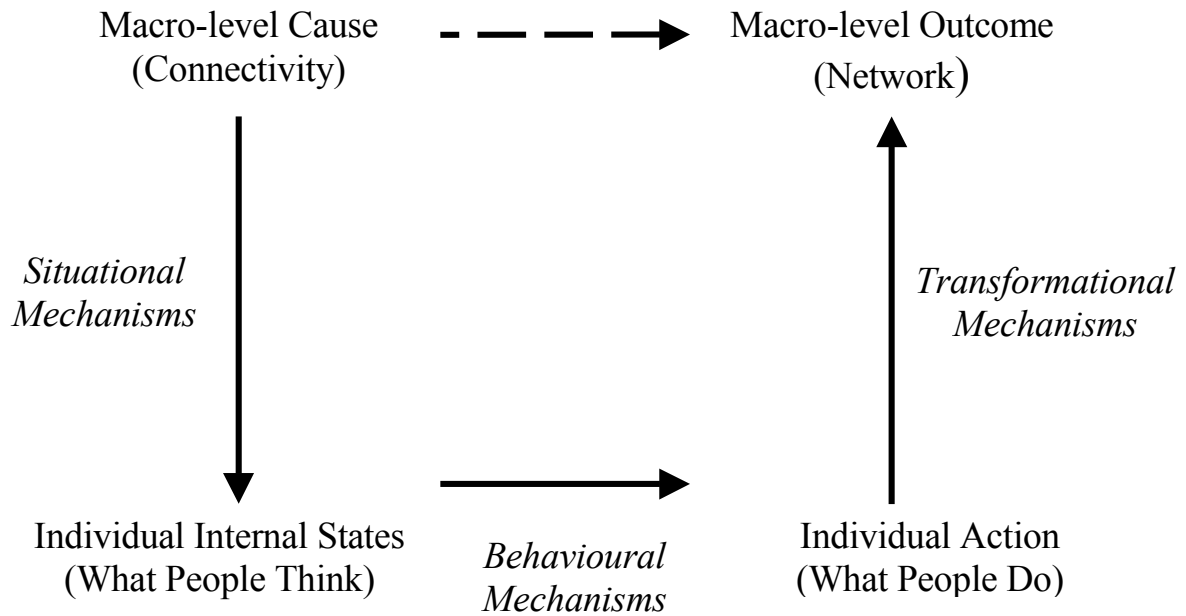 Macro-level Cause
(Connectivity)
Macro-level Outcome
(Network)
Situational
Mechanisms
Transformational
Mechanisms
Individual Internal States
(What People Think)
Behavioural
Mechanisms
Individual Action
(What People Do)